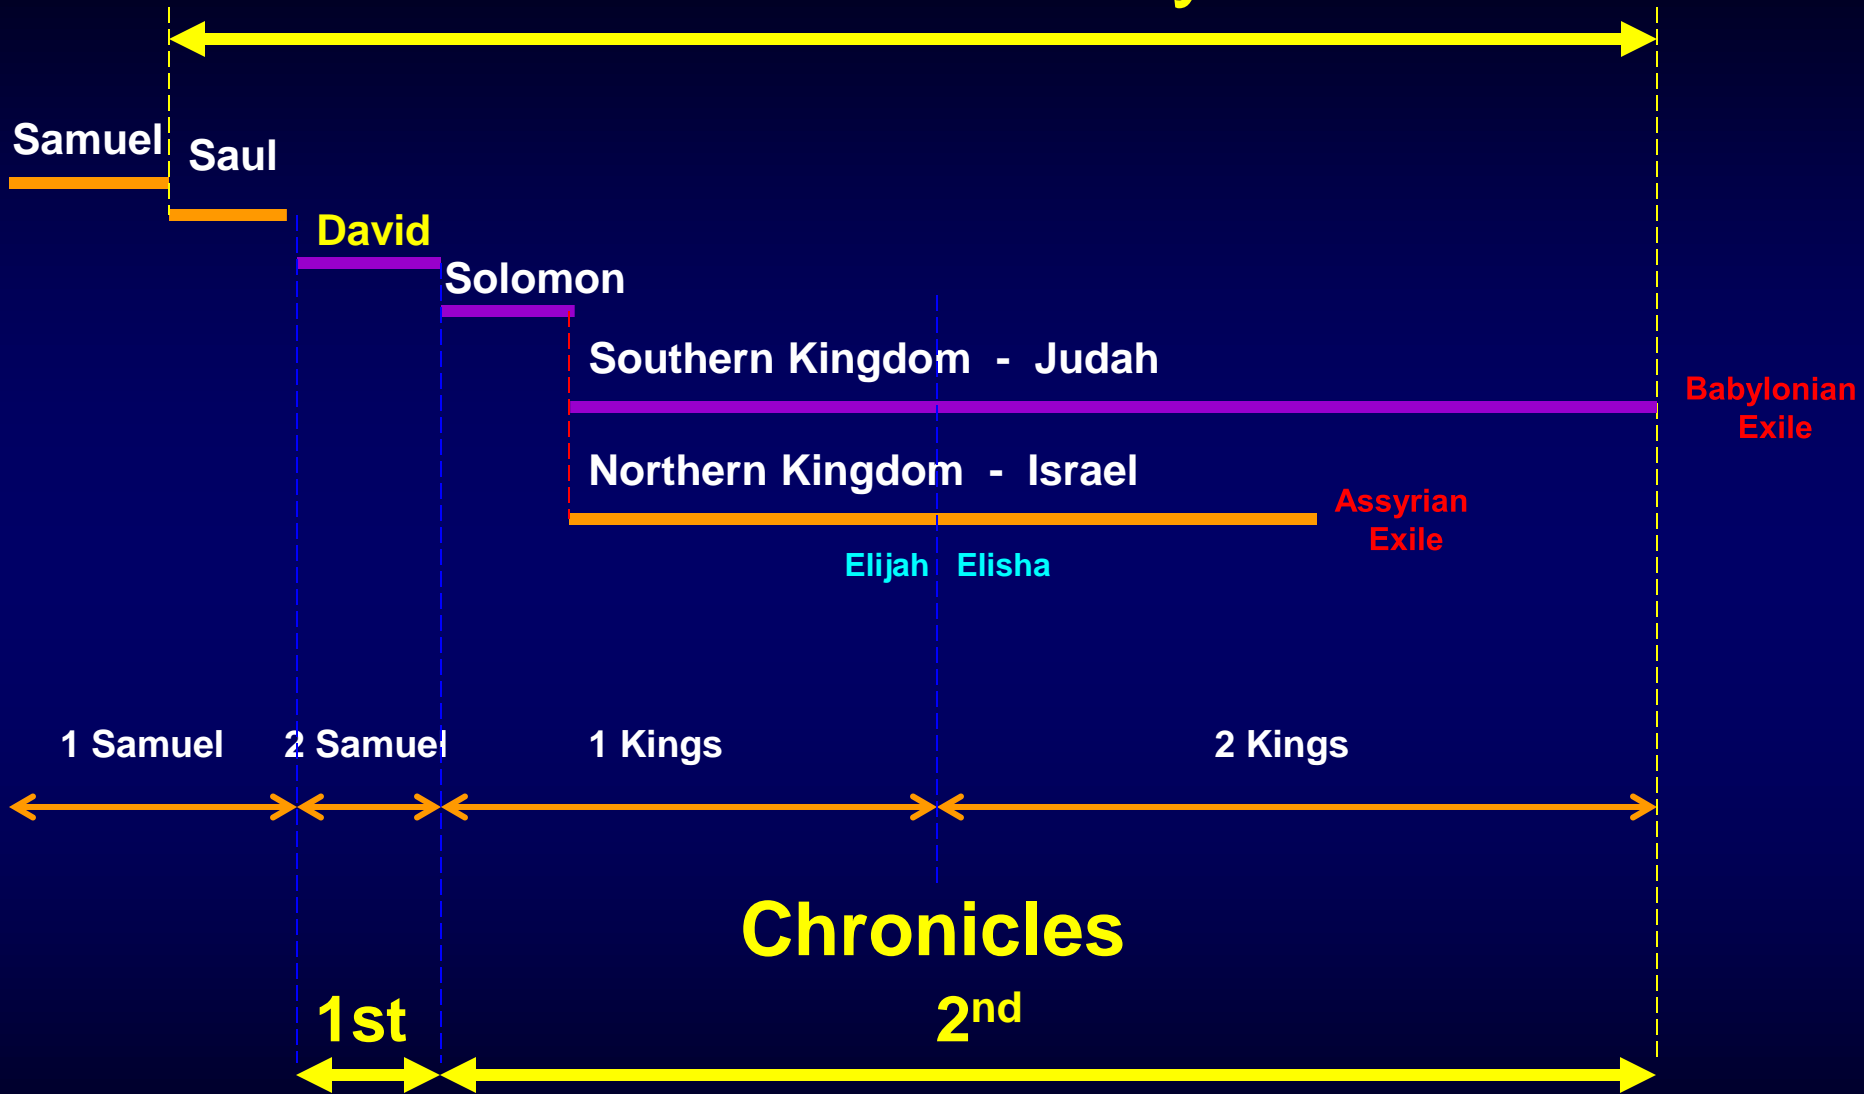 Samuel
Saul
David
Solomon
Southern Kingdom - Judah
Babylonian
Exile
Northern Kingdom - Israel
Assyrian
Exile
Elijah Elisha
1 Samuel 2 Samuel 1 Kings 2 Kings
Chronicles
1st 2nd